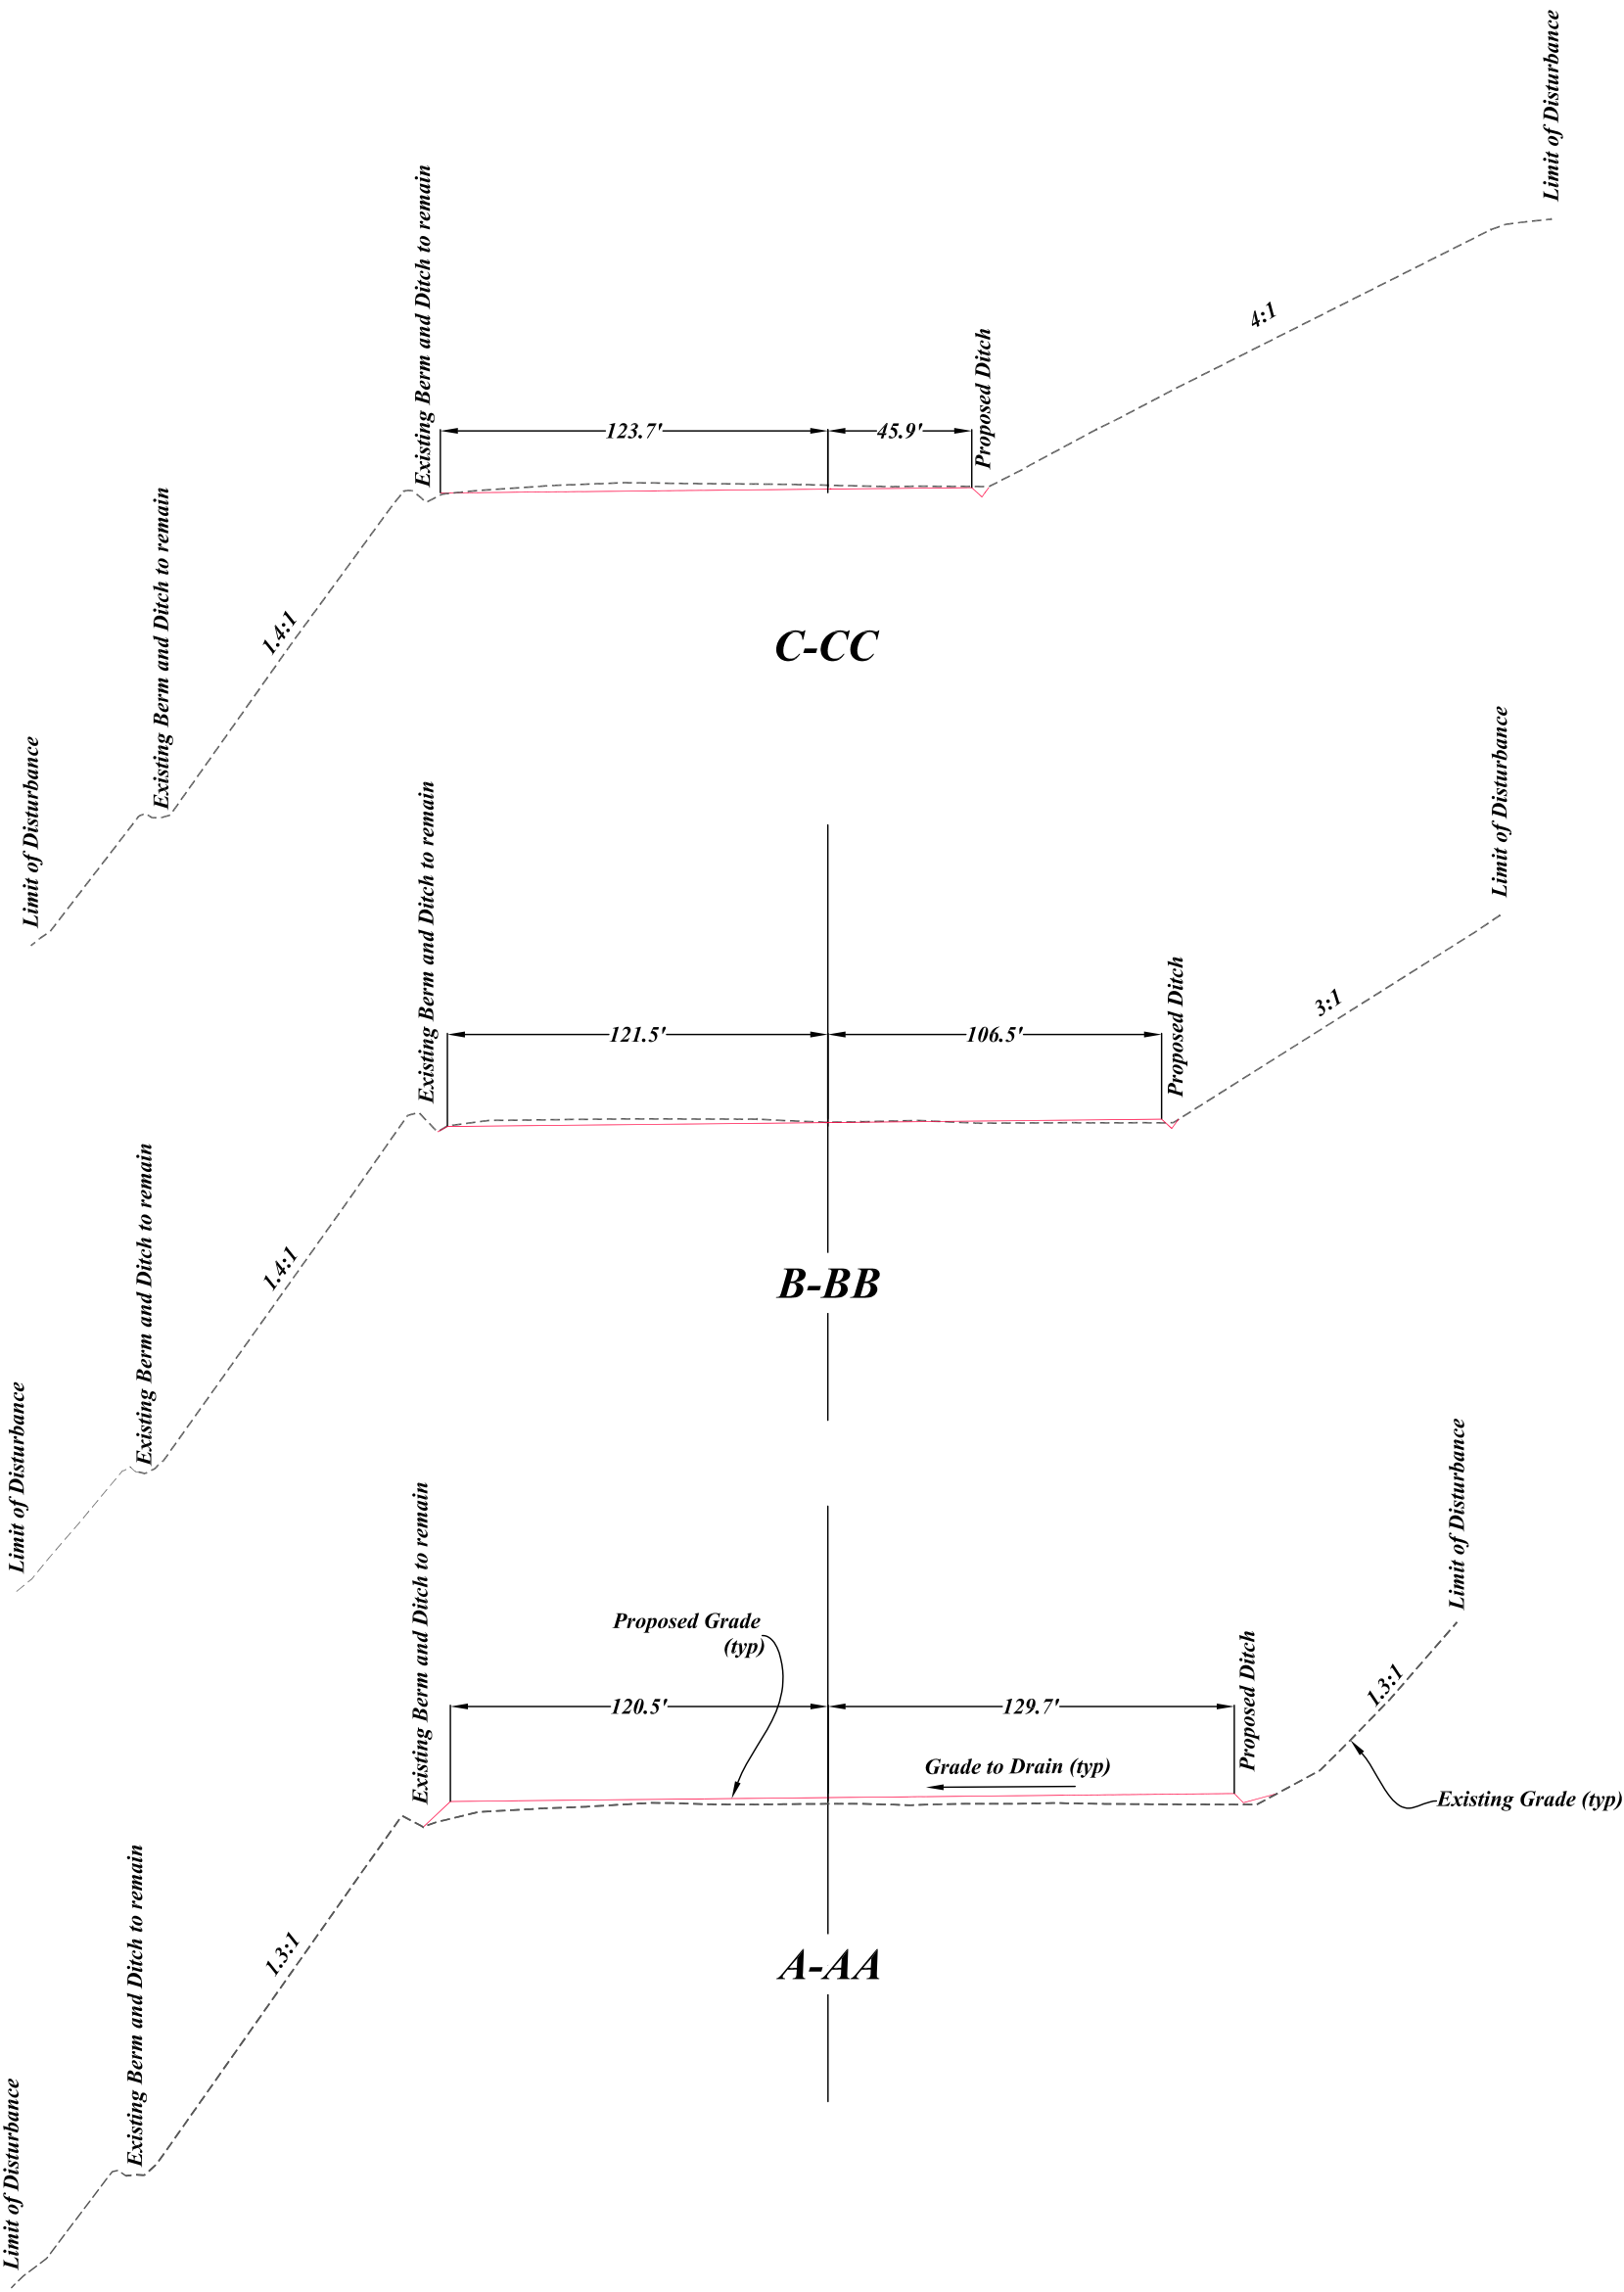 Limit of Disturbance
Existing Berm and Ditch to remain
4:1
Proposed Ditch
123.7'
45.9'
Existing Berm and Ditch to remain
1.4:1
C-CC
Limit of Disturbance
Limit of Disturbance
Existing Berm and Ditch to remain
Proposed Ditch
3:1
121.5'
106.5'
Existing Berm and Ditch to remain
1.4:1
B-BB
Limit of Disturbance
Limit of Disturbance
Existing Berm and Ditch to remain
Proposed Grade
(typ)
Proposed Ditch
1.3:1
120.5'
129.7'
Grade to Drain (typ)
Existing Grade (typ)
Existing Berm and Ditch to remain
1.3:1
A-AA
Limit of Disturbance